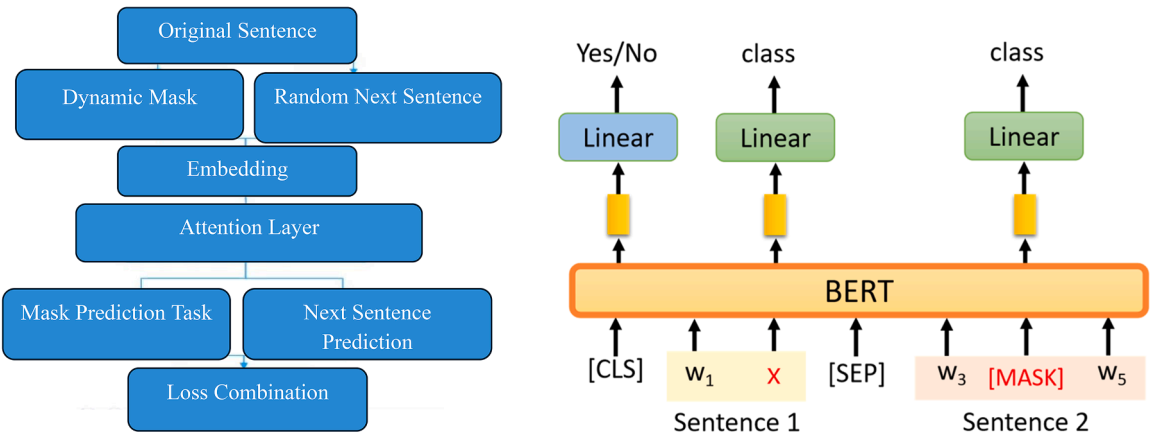 Original Sentence
Dynamic Mask
Random Next Sentence
Embedding
Attention Layer
Mask Prediction Task
Next Sentence
Prediction
Loss Combination
Yes/No
class
class
Linear
Linear
Linear
BERT
[CLS]
w1
X
[SEP]
w3
[MASK]
w5
Sentence 1
Sentence 2